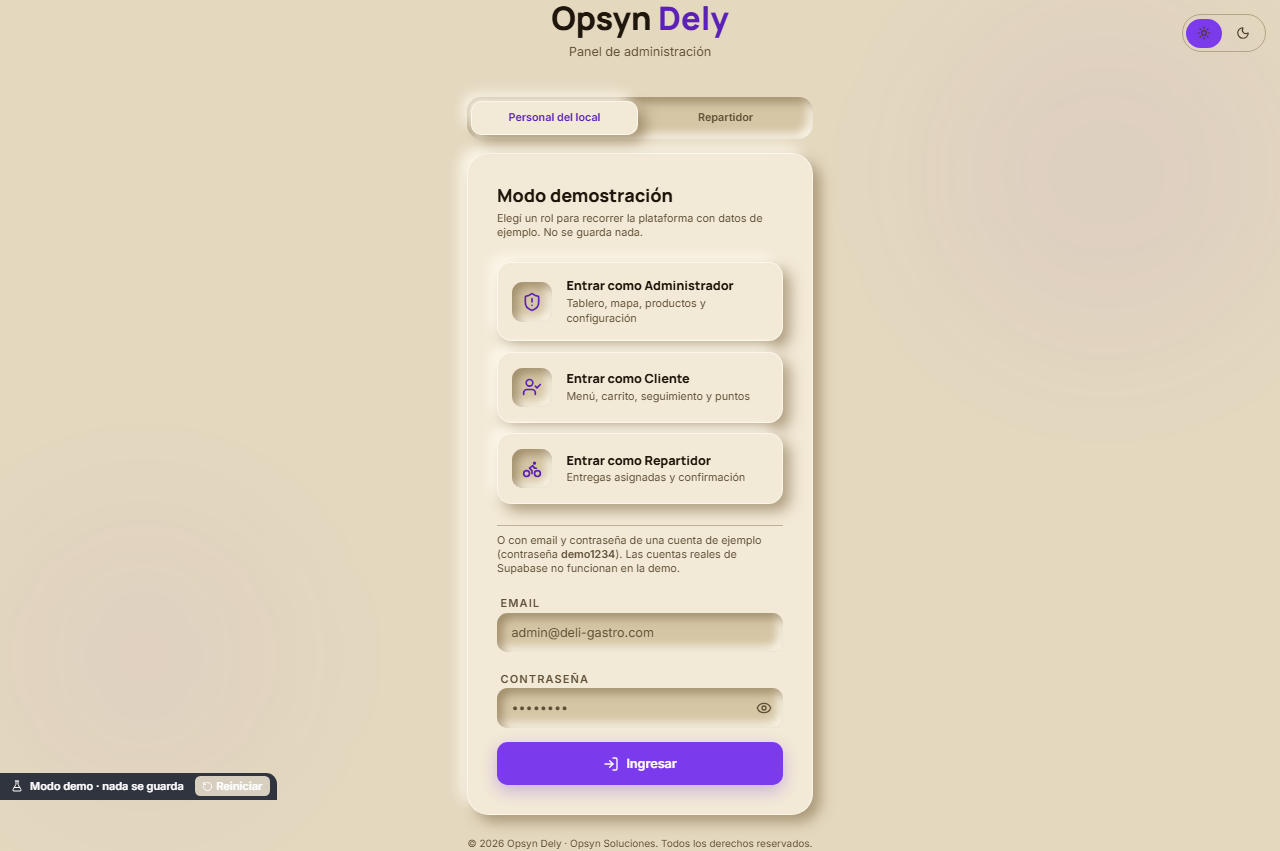 Opsyn Dely
Panel de administración
Personal del local
Repartidor
Modo demostración
Elegí un rol para recorrer la plataforma con datos de
ejemplo. No se guarda nada.
Entrar como Administrador
Tablero, mapa, productos y
configuración
Entrar como Cliente
Menú, carrito, seguimiento y puntos
Entrar como Repartidor
Entregas asignadas y confirmación
O con email y contraseña de una cuenta de ejemplo
(contraseña demo1234). Las cuentas reales de
Supabase no funcionan en la demo.
EMAIL
admin@deli-gastro.com
CONTRASEÑA
••••••••
Ingresar
Modo demo · nada se guarda
Reiniciar
© 2026 Opsyn Dely · Opsyn Soluciones. Todos los derechos reservados.